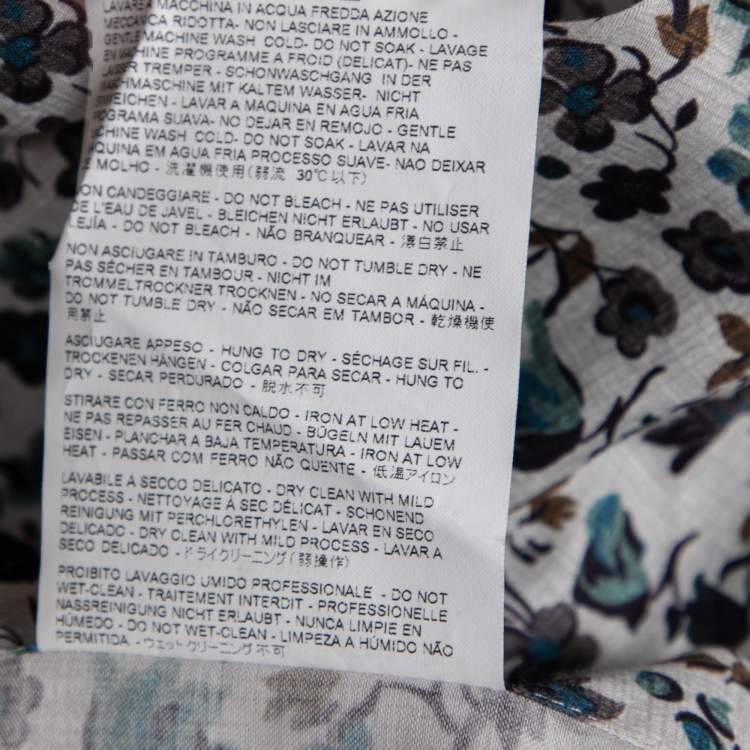 LAVARE A MACCHINA IN ACQUA FREDDA AZIONE
MECCANICA RIDOTTA- NON LASCIARE IN AMMOLLO -
GENTLE MACHINE WASH  COLD- DO NOT SOAK - LAVAGE
EN MACHINE PROGRAMME A FROID (DELICAT)- NE PAS
LAISSER TREMPER - SCHONWASCHGANG  IN DER
WASCHMASCHINE MIT KALTEM WASSER-  NICHT
EINWEICHEN - LAVAR A MAQUINA EN AGUA FRIA
PROGRAMA SUAVA- NO DEJAR EN REMOJO - GENTLE
MACHINE WASH  COLD- DO NOT SOAK - LAVAR NA
MAQUINA EM AGUA FRIA PROCESSO SUAVE- NAO DEIXAR
DE MOLHO - 洗濯機使用(弱流  30℃以下)
NON CANDEGGIARE - DO NOT BLEACH - NE PAS UTILISER
DE L'EAU DE JAVEL - BLEICHEN NICHT ERLAUBT - NO USAR
LEJÍA - DO NOT BLEACH - NÃO BRANQUEAR - 漂白禁止
NON ASCIUGARE IN TAMBURO - DO NOT TUMBLE DRY - NE
PAS SÉCHER EN TAMBOUR - NICHT IM
TROMMELTROCKNER TROCKNEN - NO SECAR A MÁQUINA -
DO NOT TUMBLE DRY - NÃO SECAR EM TAMBOR - 乾燥機使
用禁止
ASCIUGARE APPESO - HUNG TO DRY - SÉCHAGE SUR FIL. -
TROCKENEN HÄNGEN - COLGAR PARA SECAR - HUNG TO
DRY - SECAR PERDURADO - 脱水不可
STIRARE CON FERRO NON CALDO - IRON AT LOW HEAT -
NE PAS REPASSER AU FER CHAUD - BÜGELN MIT LAUEM
EISEN - PLANCHAR A BAJA TEMPERATURA - IRON AT LOW
HEAT - PASSAR COM FERRO NÃO QUENTE - 低温アイロン
LAVABILE A SECCO DELICATO - DRY CLEAN WITH MILD
PROCESS - NETTOYAGE À SEC DÉLICAT - SCHONEND
REINIGUNG MIT PERCHLORETHYLEN - LAVAR EN SECO
DELICADO - DRY CLEAN WITH MILD PROCESS - LAVAR A
SECO DELICADO - ドライクリーニング(弱操作)
PROIBITO LAVAGGIO UMIDO PROFESSIONALE  - DO NOT
WET-CLEAN - TRAITEMENT INTERDIT - PROFESSIONELLE
NASSREINIGUNG NICHT ERLAUBT - NUNCA LIMPIE EN
HÚMEDO - DO NOT WET-CLEAN - LIMPEZA A HÚMIDO NÃO
PERMITIDA - ウェットクリーニング不可